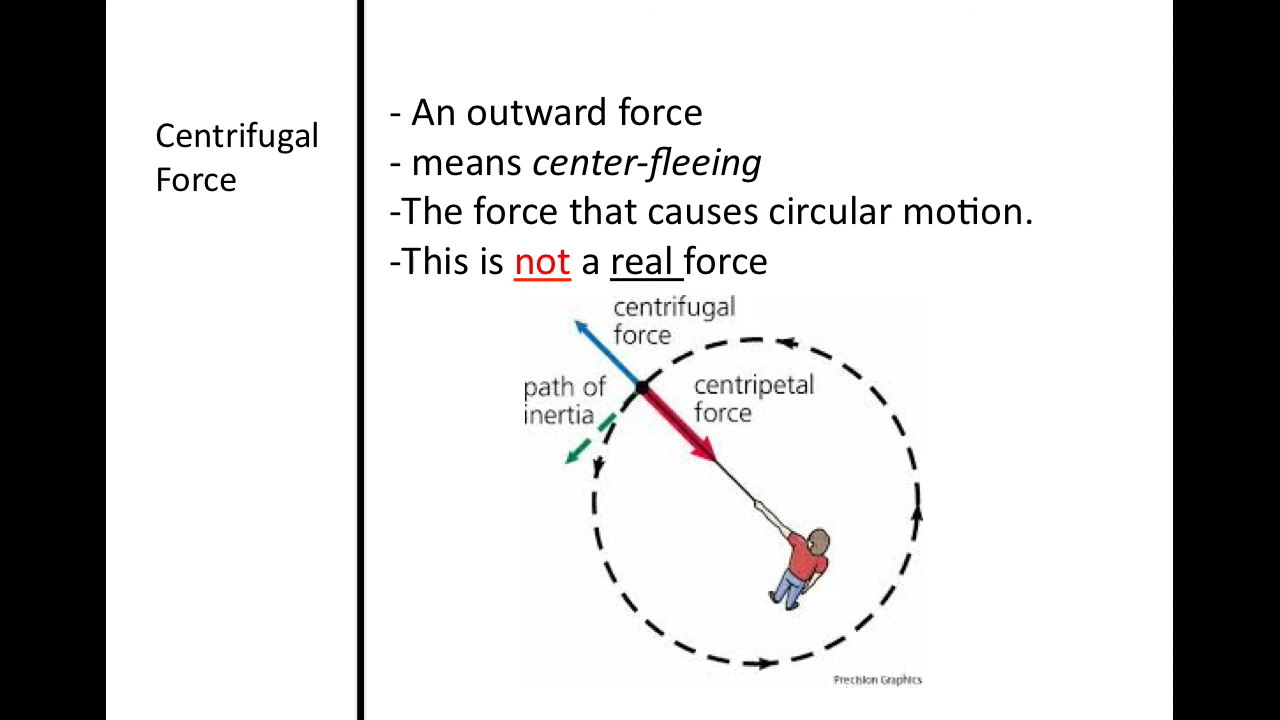 Centrifugal
Force
- An outward force
- means center-fleeing
-The force that causes circular motion.
-This is not a real force
centrifugal
force
path of
inertia
centripetal
force
Precision Graphics